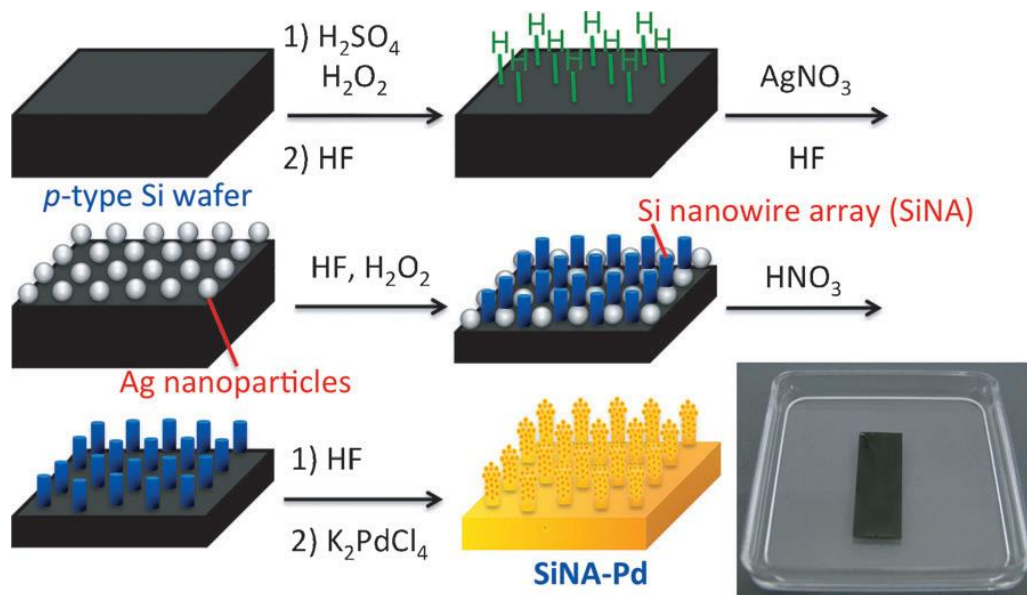 1) H₂SO₄
H₂O₂
2) HF
H H H H
H H H H
H H H
AgNO₃
HF
p-type Si wafer
Si nanowire array (SiNA)
HF, H₂O₂
HNO₃
Ag nanoparticles
1) HF
2) K₂PdCl₄
SiNA-Pd